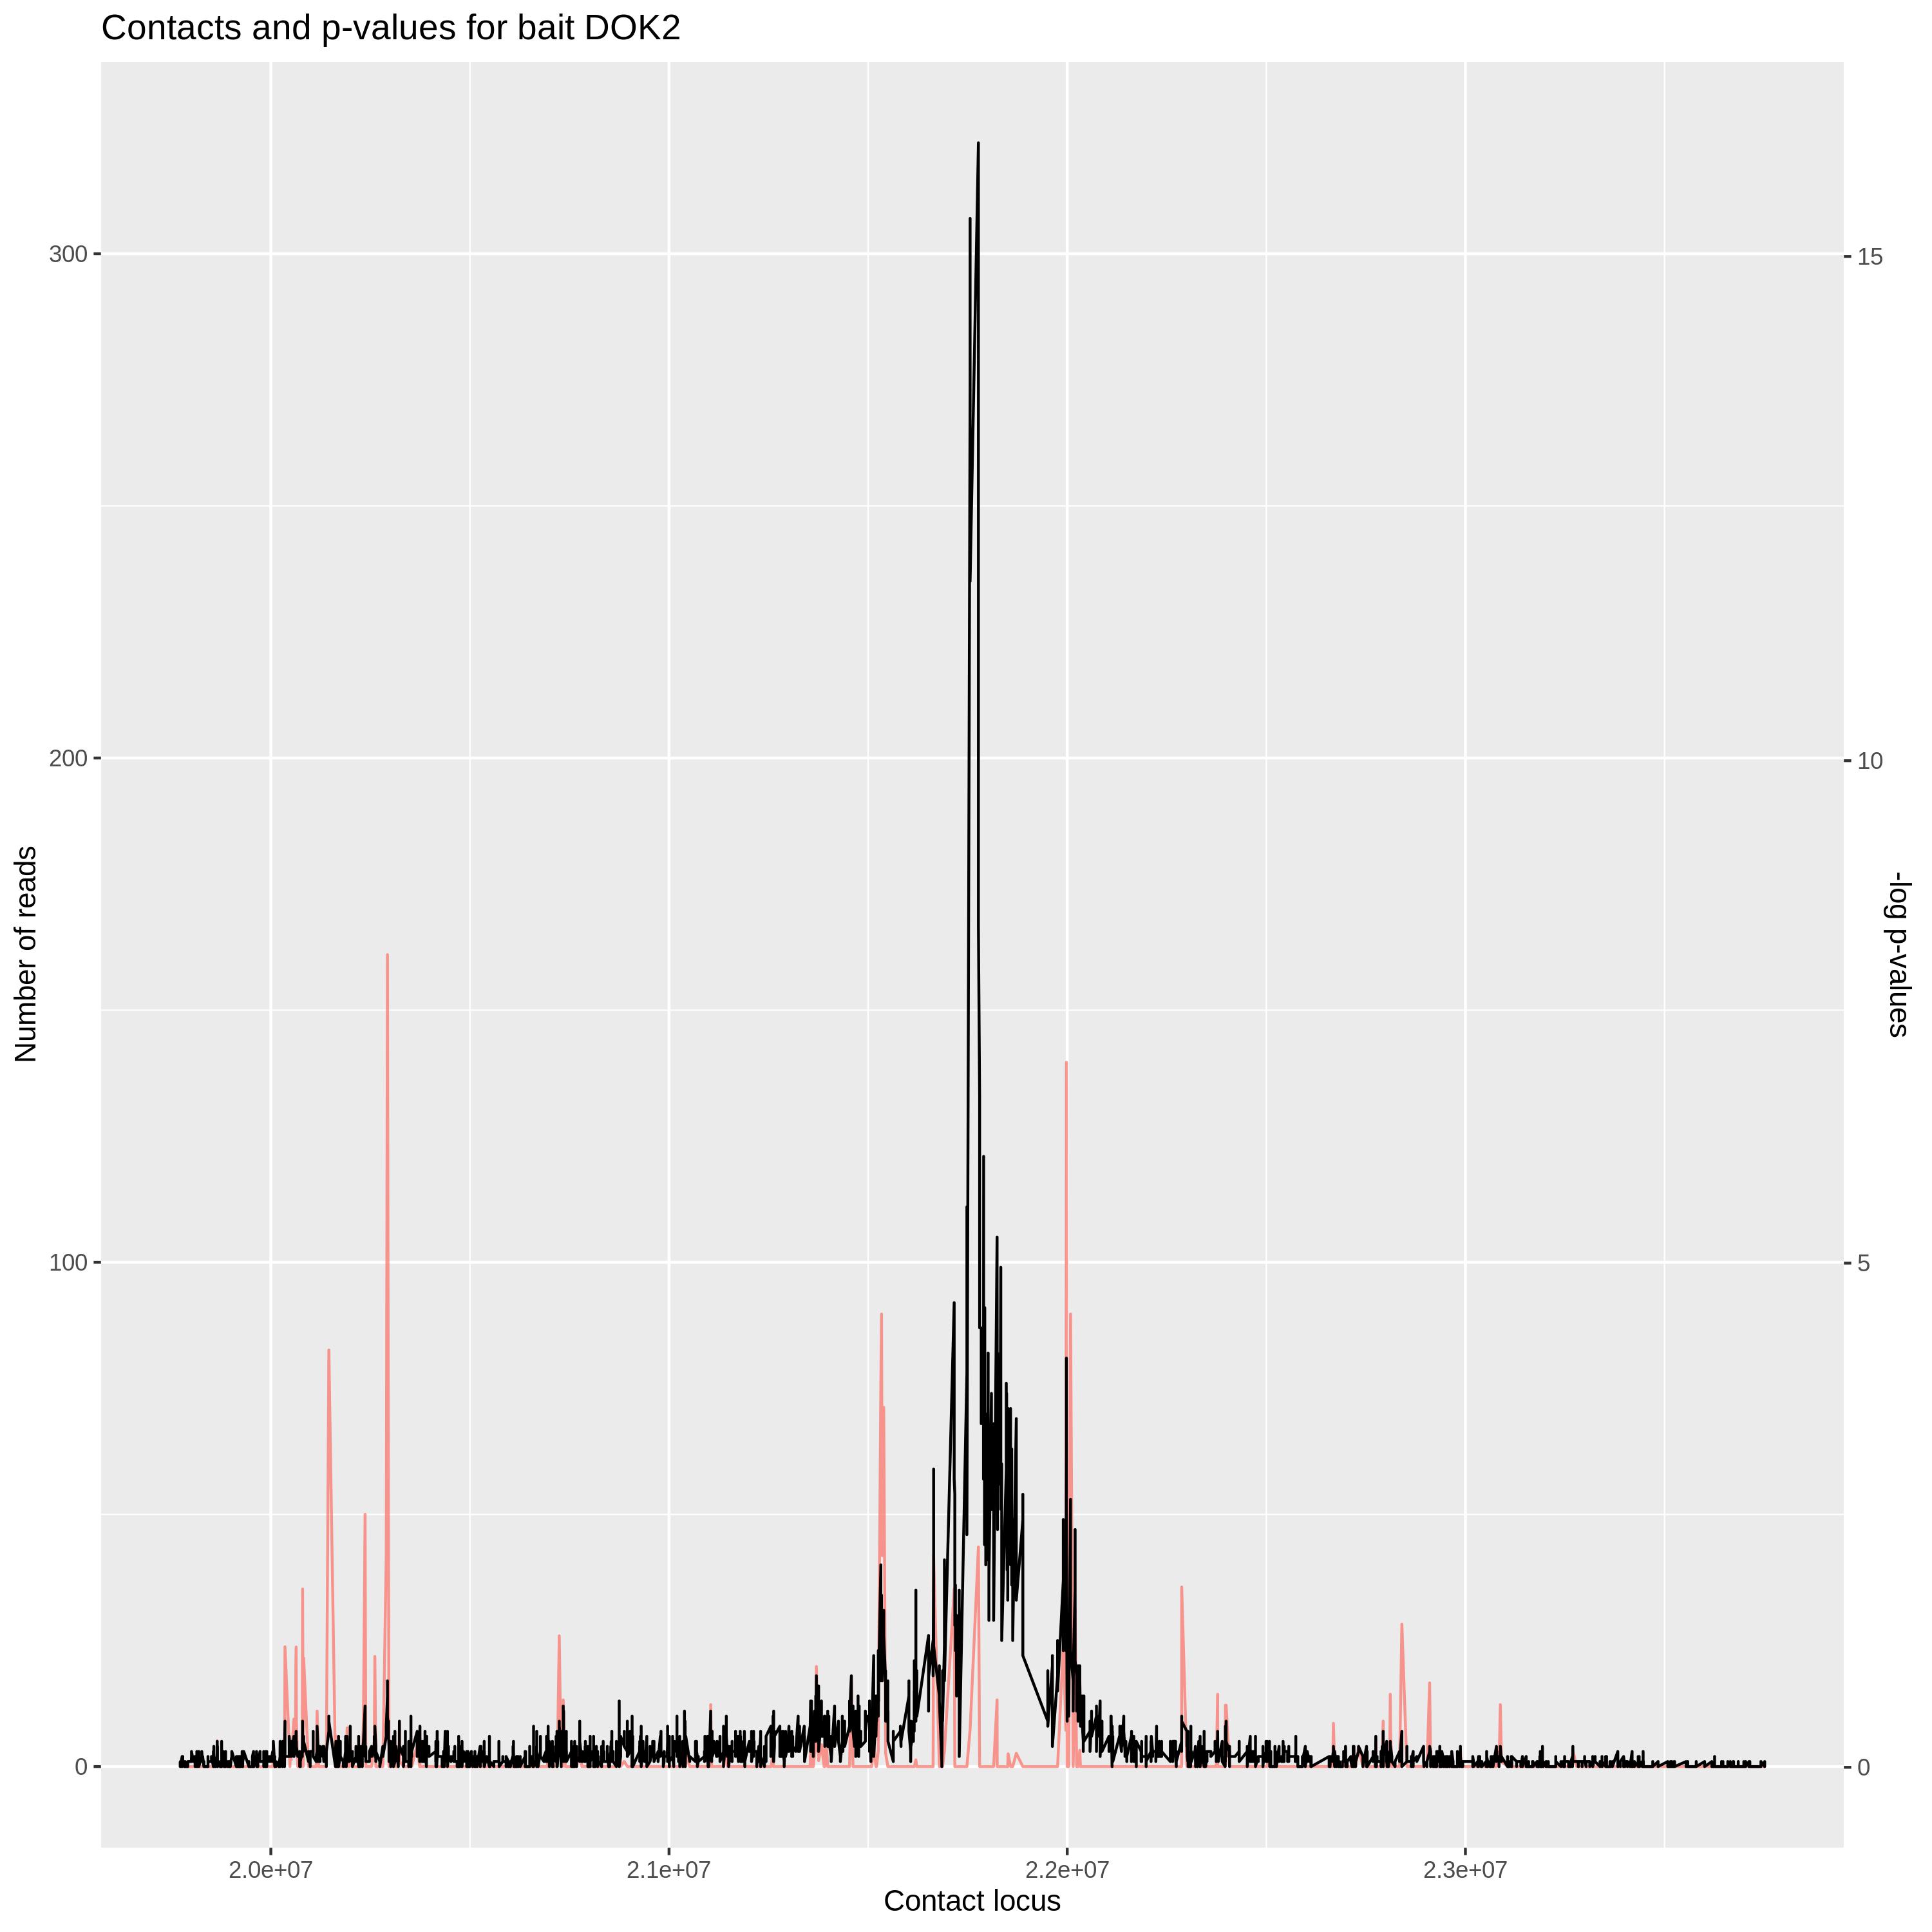 Contacts and p-values for bait DOK2
Number of reads
300
200
100
0
15
10
5
0
-log p-values
2.0e+07
2.1e+07
2.2e+07
2.3e+07
Contact locus